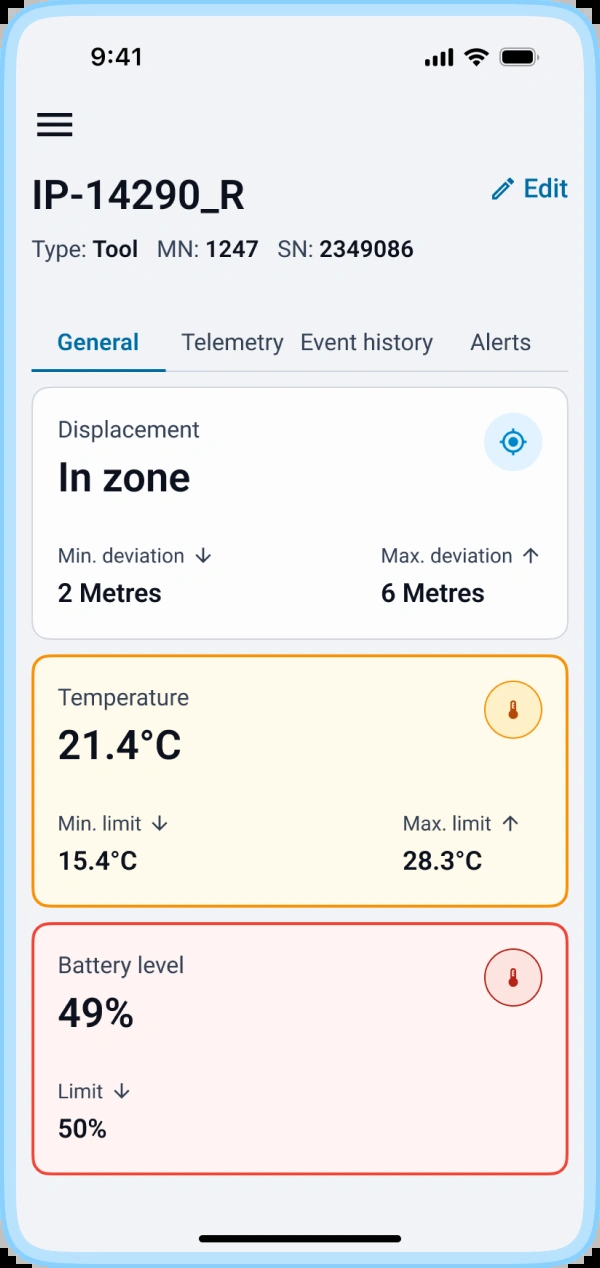 9:41
IP-14290_R
Edit
Type: Tool MN: 1247 SN: 2349086
General Telemetry Event history Alerts
Displacement
In zone
Min. deviation ↓ Max. deviation ↑
2 Metres 6 Metres
Temperature
21.4°C
Min. limit ↓ Max. limit ↑
15.4°C 28.3°C
Battery level
49%
Limit ↓
50%